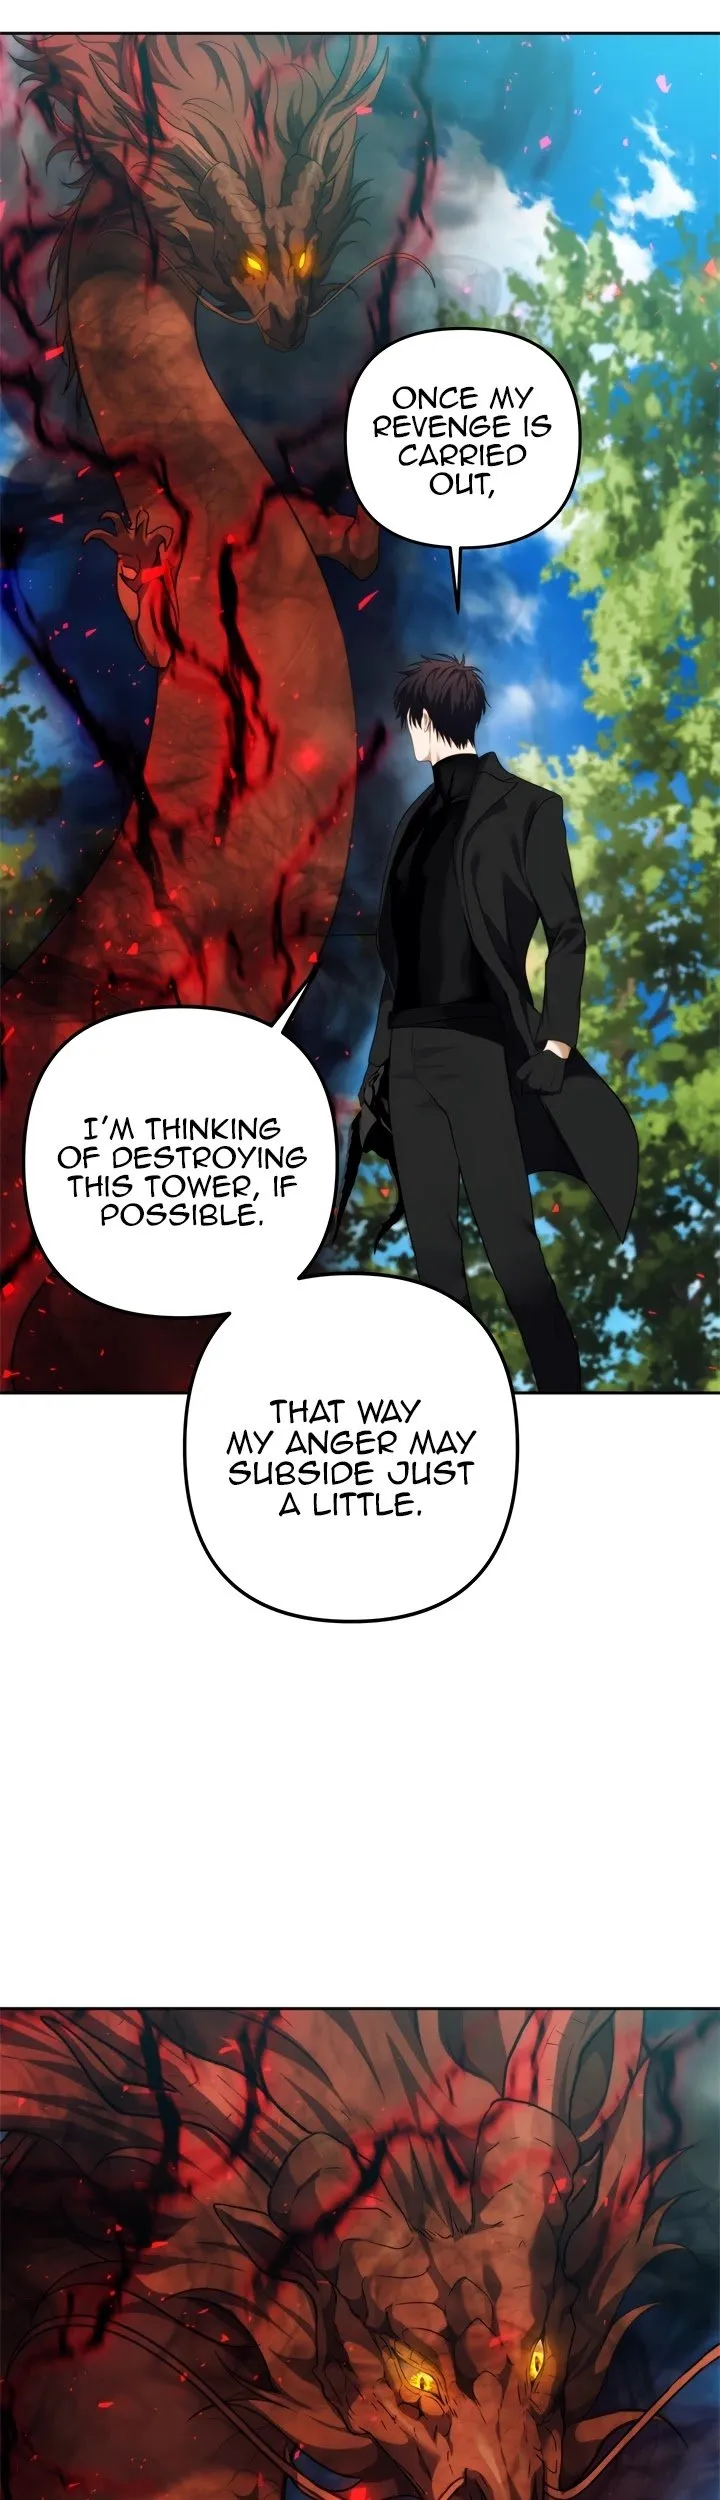 ONCE MY
REVENGE IS
CARRIED
OUT,
I'M THINKING
OF DESTROYING
THIS TOWER, IF
POSSIBLE.
THAT WAY
MY ANGER MAY
SUBSIDE JUST
A LITTLE.